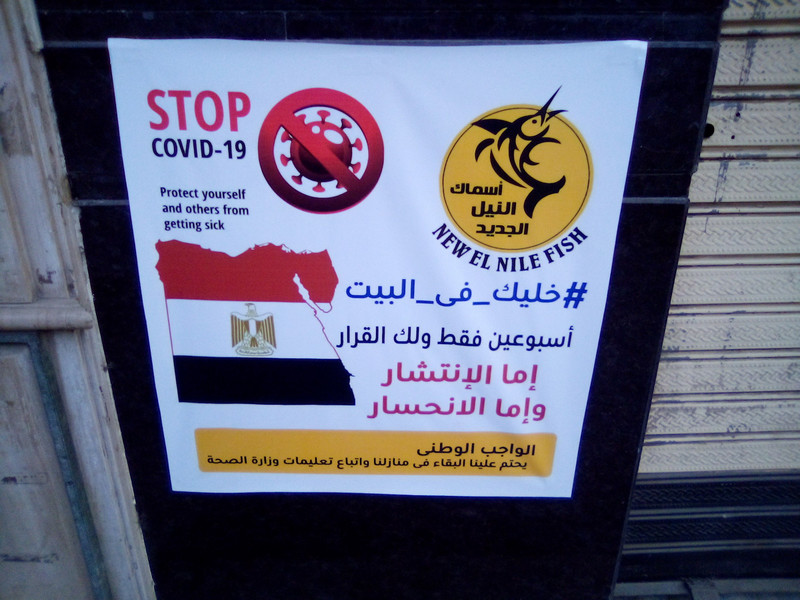 STOP
COVID-19
Protect yourself
and others from
getting sick
أسماك
النيل
الجديد
NEW EL NILE FISH
#خليك_فى_البيت
أسبوعين فقط ولك القرار
إما الإنتشار
وإما الانحسار
الواجب الوطنى
يحتم علينا البقاء فى منازلنا واتباع تعليمات وزارة الصحة